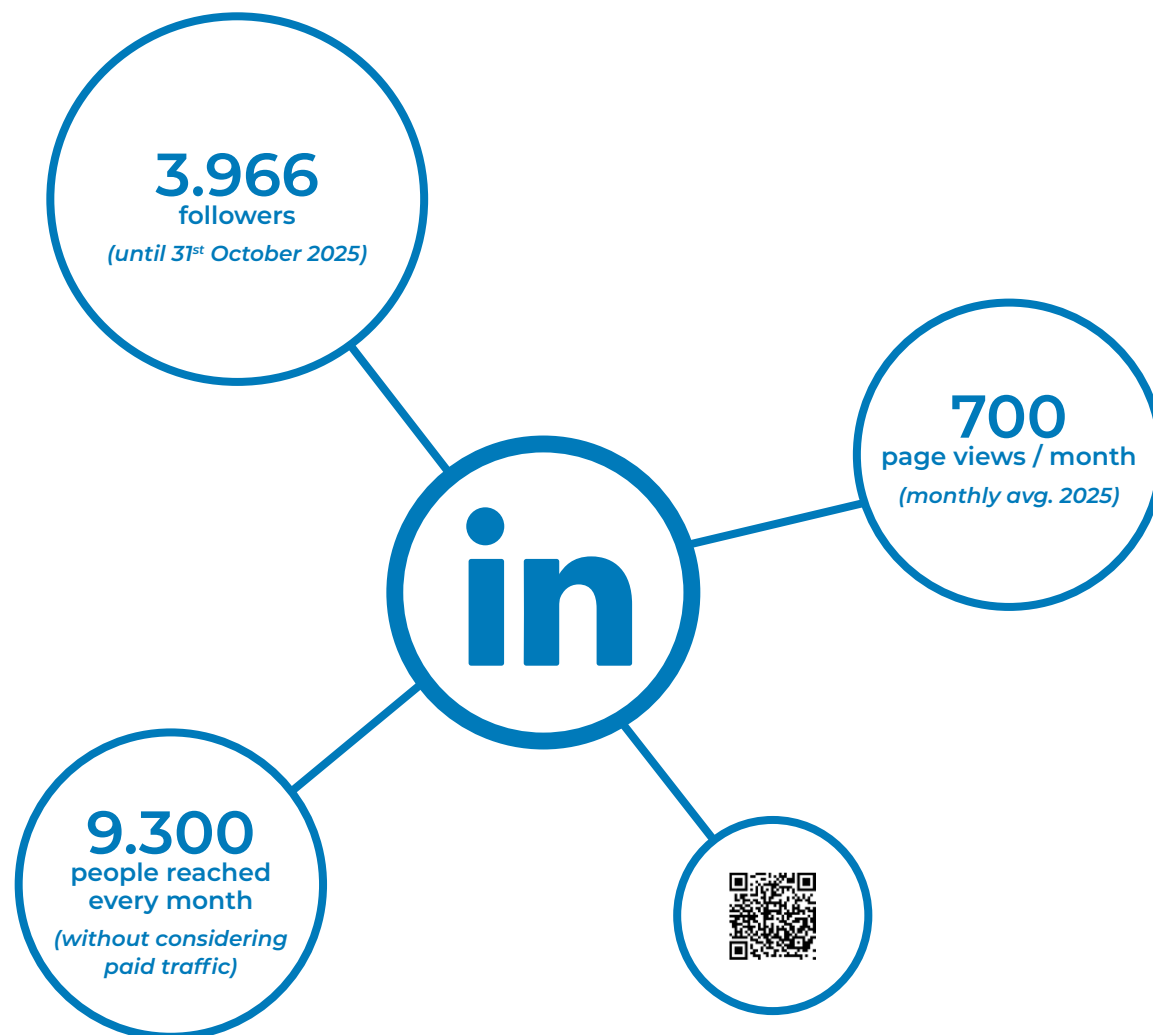 3.966
followers
(until 31st October 2025)
700
page views / month
(monthly avg. 2025)
in
9.300
people reached
every month
(without considering
paid traffic)